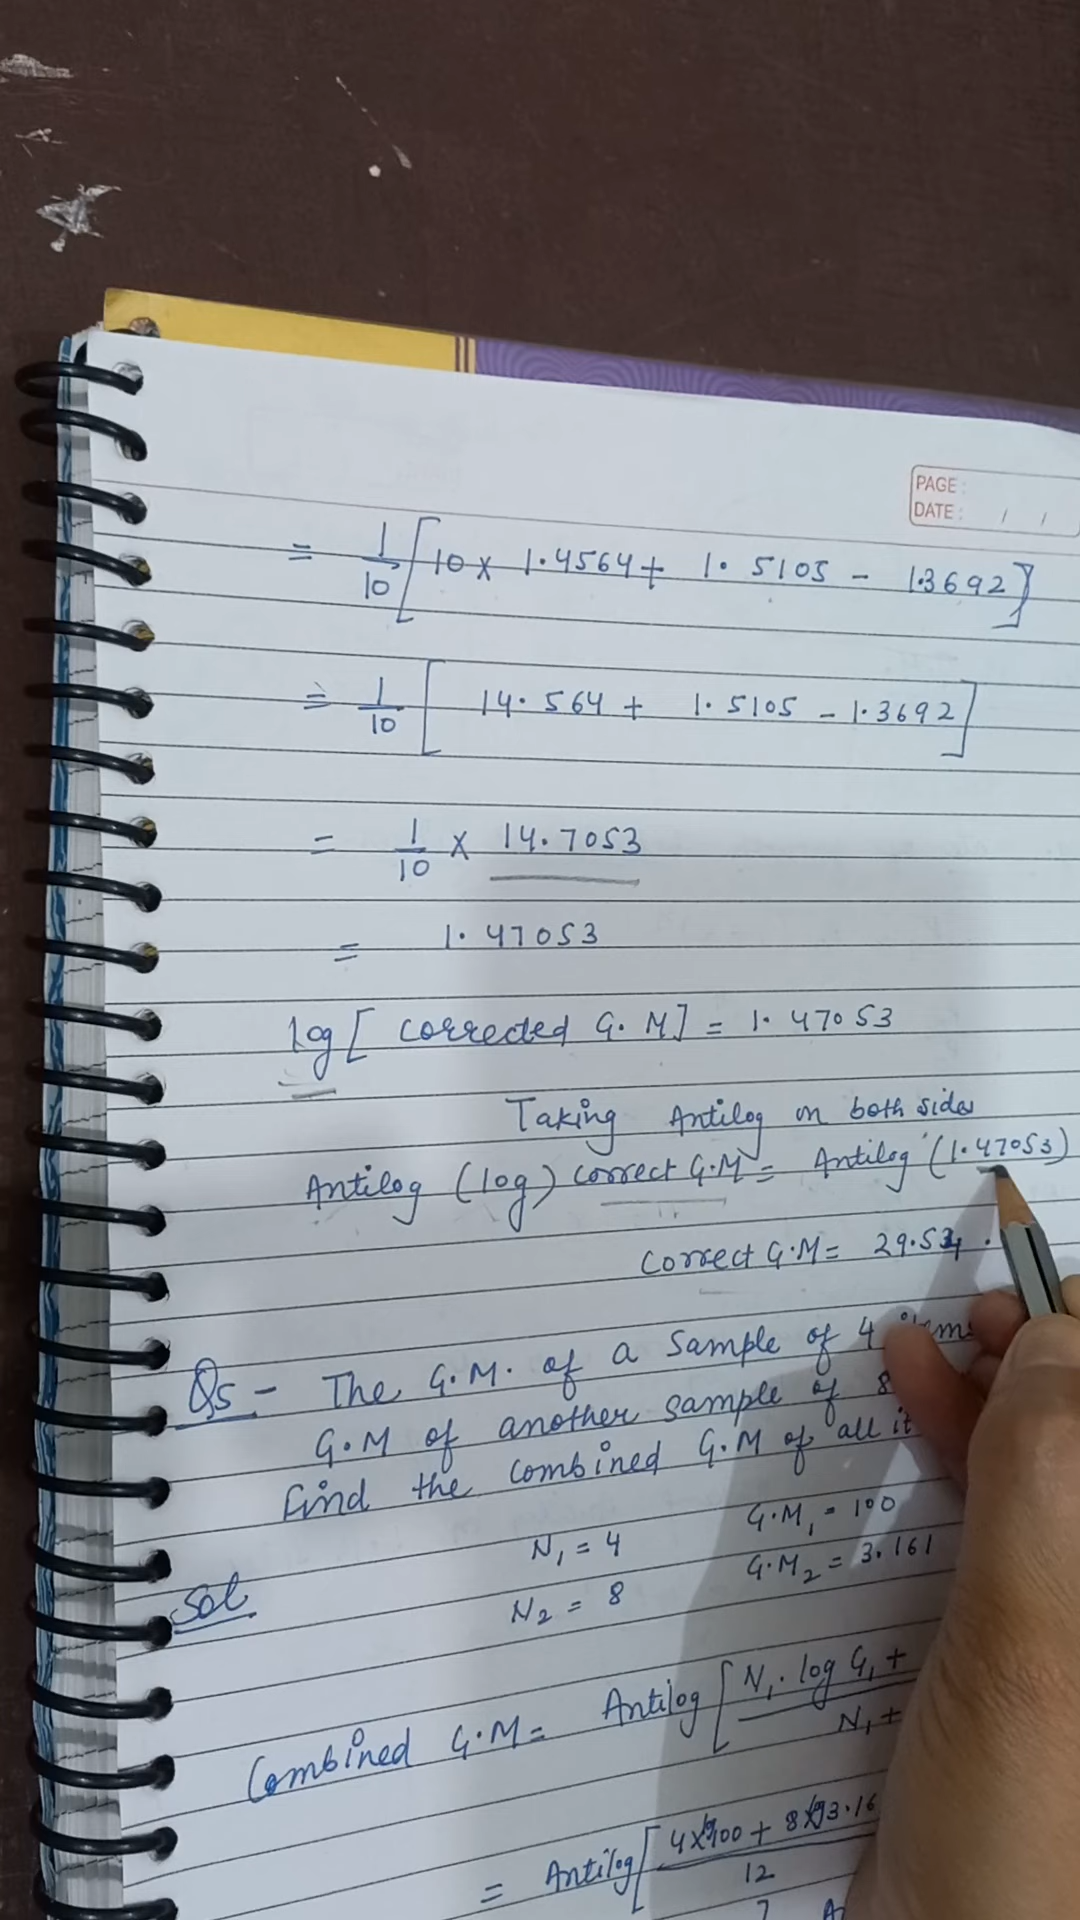 PAGE:
DATE: / /
= 1/10 [10 x 1.4564 + 1.5105 - 1.3692]
= 1/10 [14.564 + 1.5105 - 1.3692]
= 1/10 x 14.7053
= 1.47053
log [corrected G.M] = 1.47053
Taking Antilog on both sides
Antilog (log) correct G.M = Antilog (1.47053)
Correct G.M = 29.54
Qs - The G.M. of a sample of 4 items
G.M of another sample of 8
find the combined G.M of all
Sol N1 = 4 G.M1 = 100
N2 = 8 G.M2 = 3.161
Combined G.M = Antilog [N1. log G1 + / N1 +
= Antilog [4 x log 100 + 8 x log 3.16 / 12